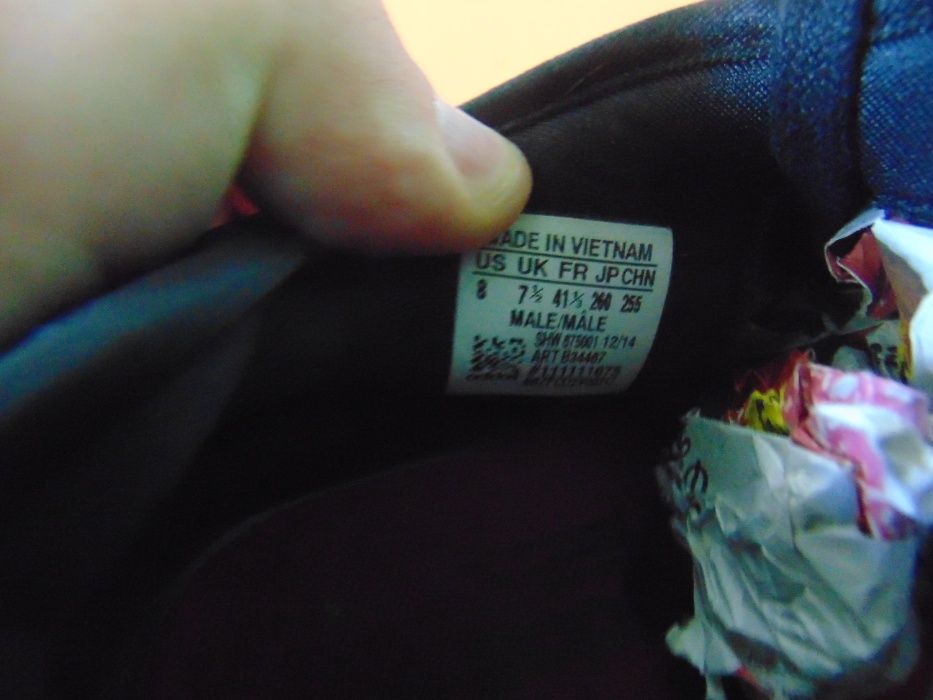 MADE IN VIETNAM
US UK FR JP CHN
8 7½ 41⅓ 260 255
MALE/MÂLE
SHW 675001 12/14
ART B34467